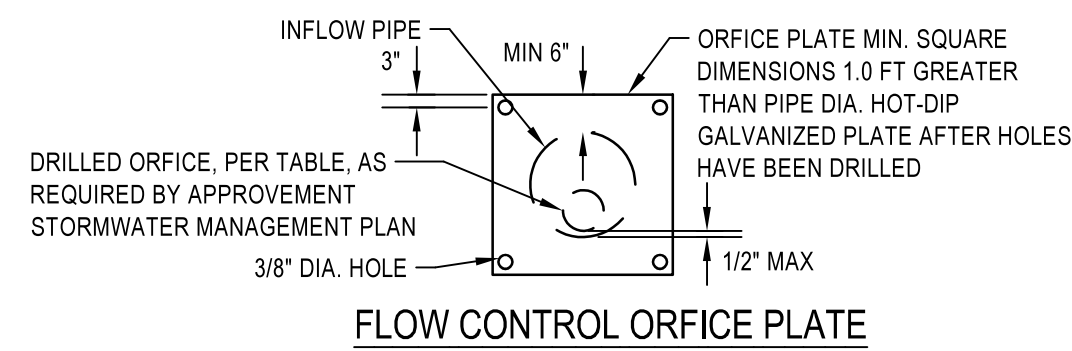 INFLOW PIPE
3"
MIN 6"
ORFICE PLATE MIN. SQUARE
DIMENSIONS 1.0 FT GREATER
THAN PIPE DIA. HOT-DIP
GALVANIZED PLATE AFTER HOLES
HAVE BEEN DRILLED
DRILLED ORFICE, PER TABLE, AS
REQUIRED BY APPROVEMENT
STORMWATER MANAGEMENT PLAN
3/8" DIA. HOLE
1/2" MAX
FLOW CONTROL ORFICE PLATE